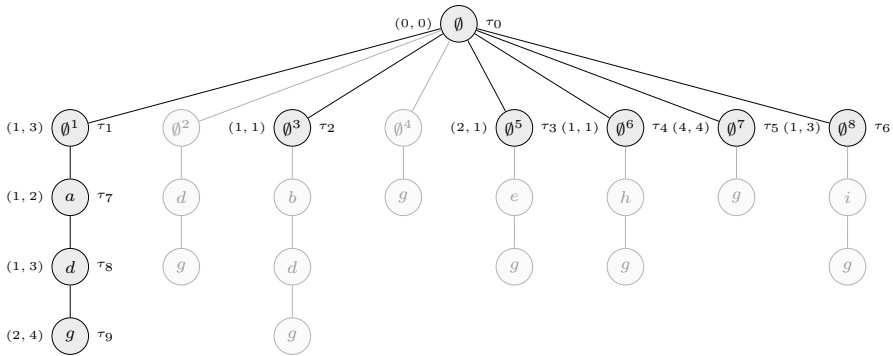 (0, 0) ∅ τ0
(1, 3) ∅1 τ1 ∅2 (1, 1) ∅3 τ2 ∅4 (2, 1) ∅5 τ3 (1, 1) ∅6 τ4 (4, 4) ∅7 τ5 (1, 3) ∅8 τ6
(1, 2) a τ7 d b g e h g i
(1, 3) d τ8 g d g g g
(2, 4) g τ9 g